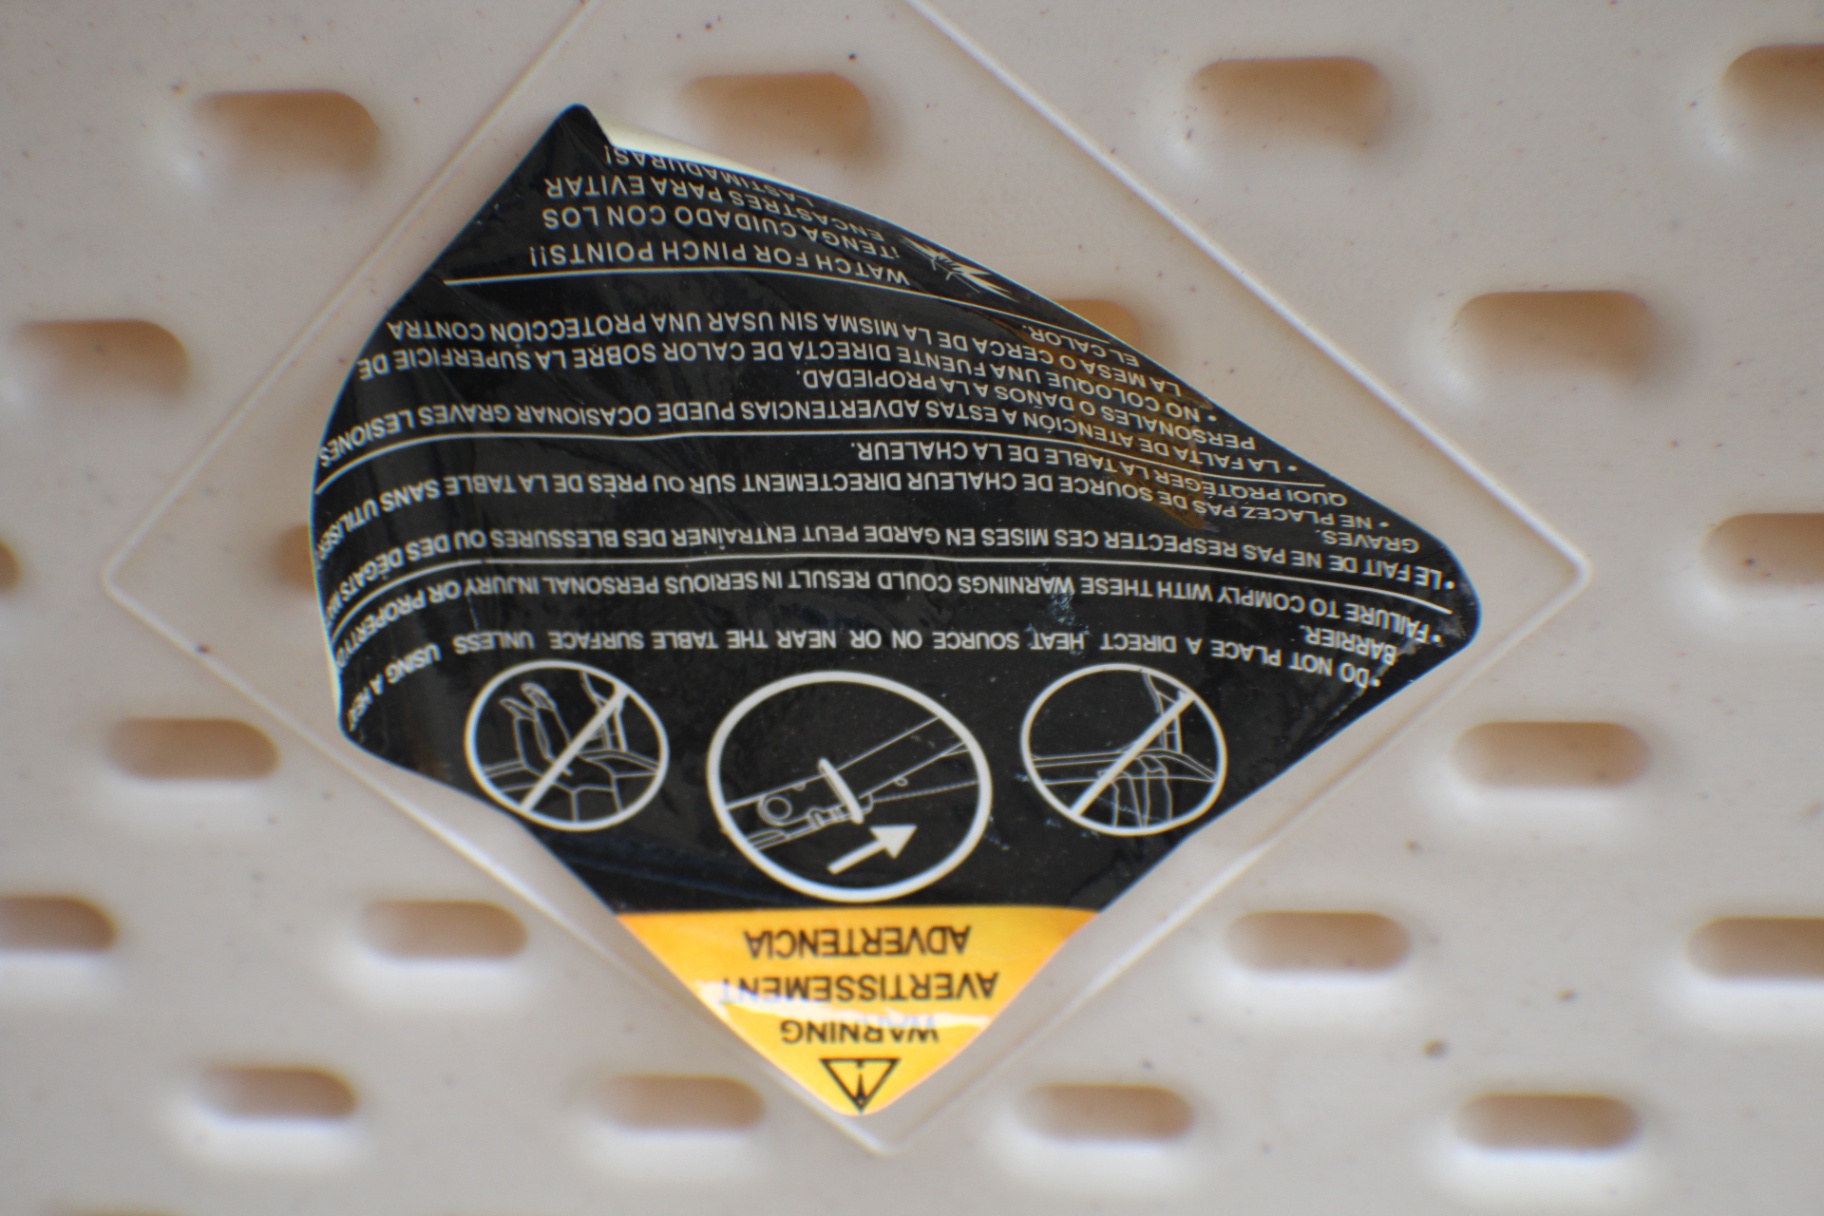 WARNING
AVERTISSEMENT
ADVERTENCIA
•DO NOT PLACE A DIRECT HEAT SOURCE ON OR NEAR THE TABLE SURFACE UNLESS USING A HEAT
BARRIER.
•FAILURE TO COMPLY WITH THESE WARNINGS COULD RESULT IN SERIOUS PERSONAL INJURY OR PROPERTY
•LE FAIT DE NE PAS RESPECTER CES MISES EN GARDE PEUT ENTRAINER DES BLESSURES OU DES DÉGATS
GRAVES.
• NE PLACEZ PAS DE SOURCE DE CHALEUR DIRECTEMENT SUR OU PRES DE LA TABLE SANS UTILISER
QUOI PROTÉGER LA TABLE DE LA CHALEUR.
• LA FALTA DE ATENCIÓN A ESTAS ADVERTENCIAS PUEDE OCASIONAR GRAVES LESIONES
PERSONALES O DAÑOS A LA PROPIEDAD.
• NO COLOQUE UNA FUENTE DIRECTA DE CALOR SOBRE LA SUPERFICIE DE
LA MESA O CERCA DE LA MISMA SIN USAR UNA PROTECCIÓN CONTRA
EL CALOR.
WATCH FOR PINCH POINTS!!
¡TENGA CUIDADO CON LOS
ENCASTRES PARA EVITAR
LASTIMADURAS!